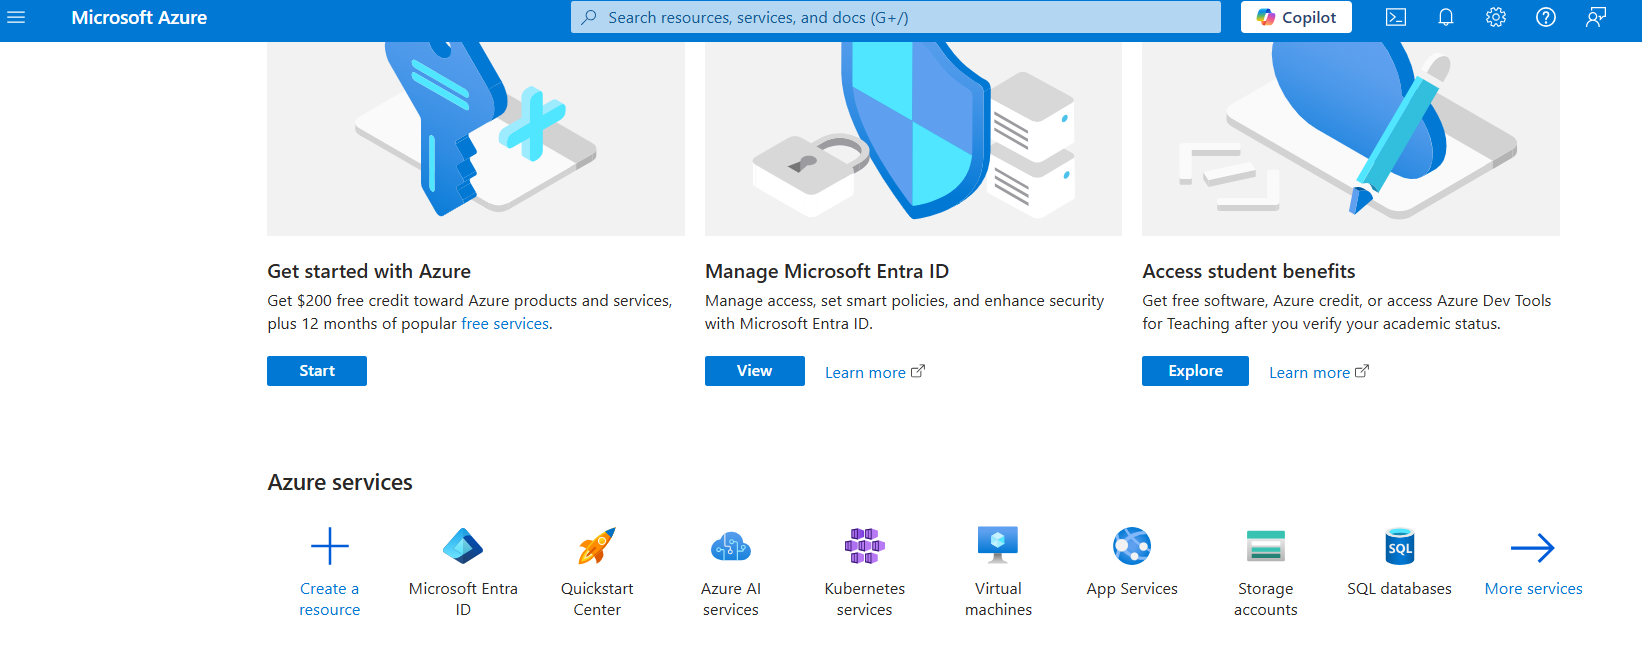 Microsoft Azure
Search resources, services, and docs (G+/)
Copilot
Get started with Azure
Get $200 free credit toward Azure products and services,
plus 12 months of popular free services.
Start
Manage Microsoft Entra ID
Manage access, set smart policies, and enhance security
with Microsoft Entra ID.
View
Learn more
Access student benefits
Get free software, Azure credit, or access Azure Dev Tools
for Teaching after you verify your academic status.
Explore
Learn more
Azure services
Create a
resource
Microsoft Entra
ID
Quickstart
Center
Azure AI
services
Kubernetes
services
Virtual
machines
App Services
Storage
accounts
SQL
SQL databases
More services